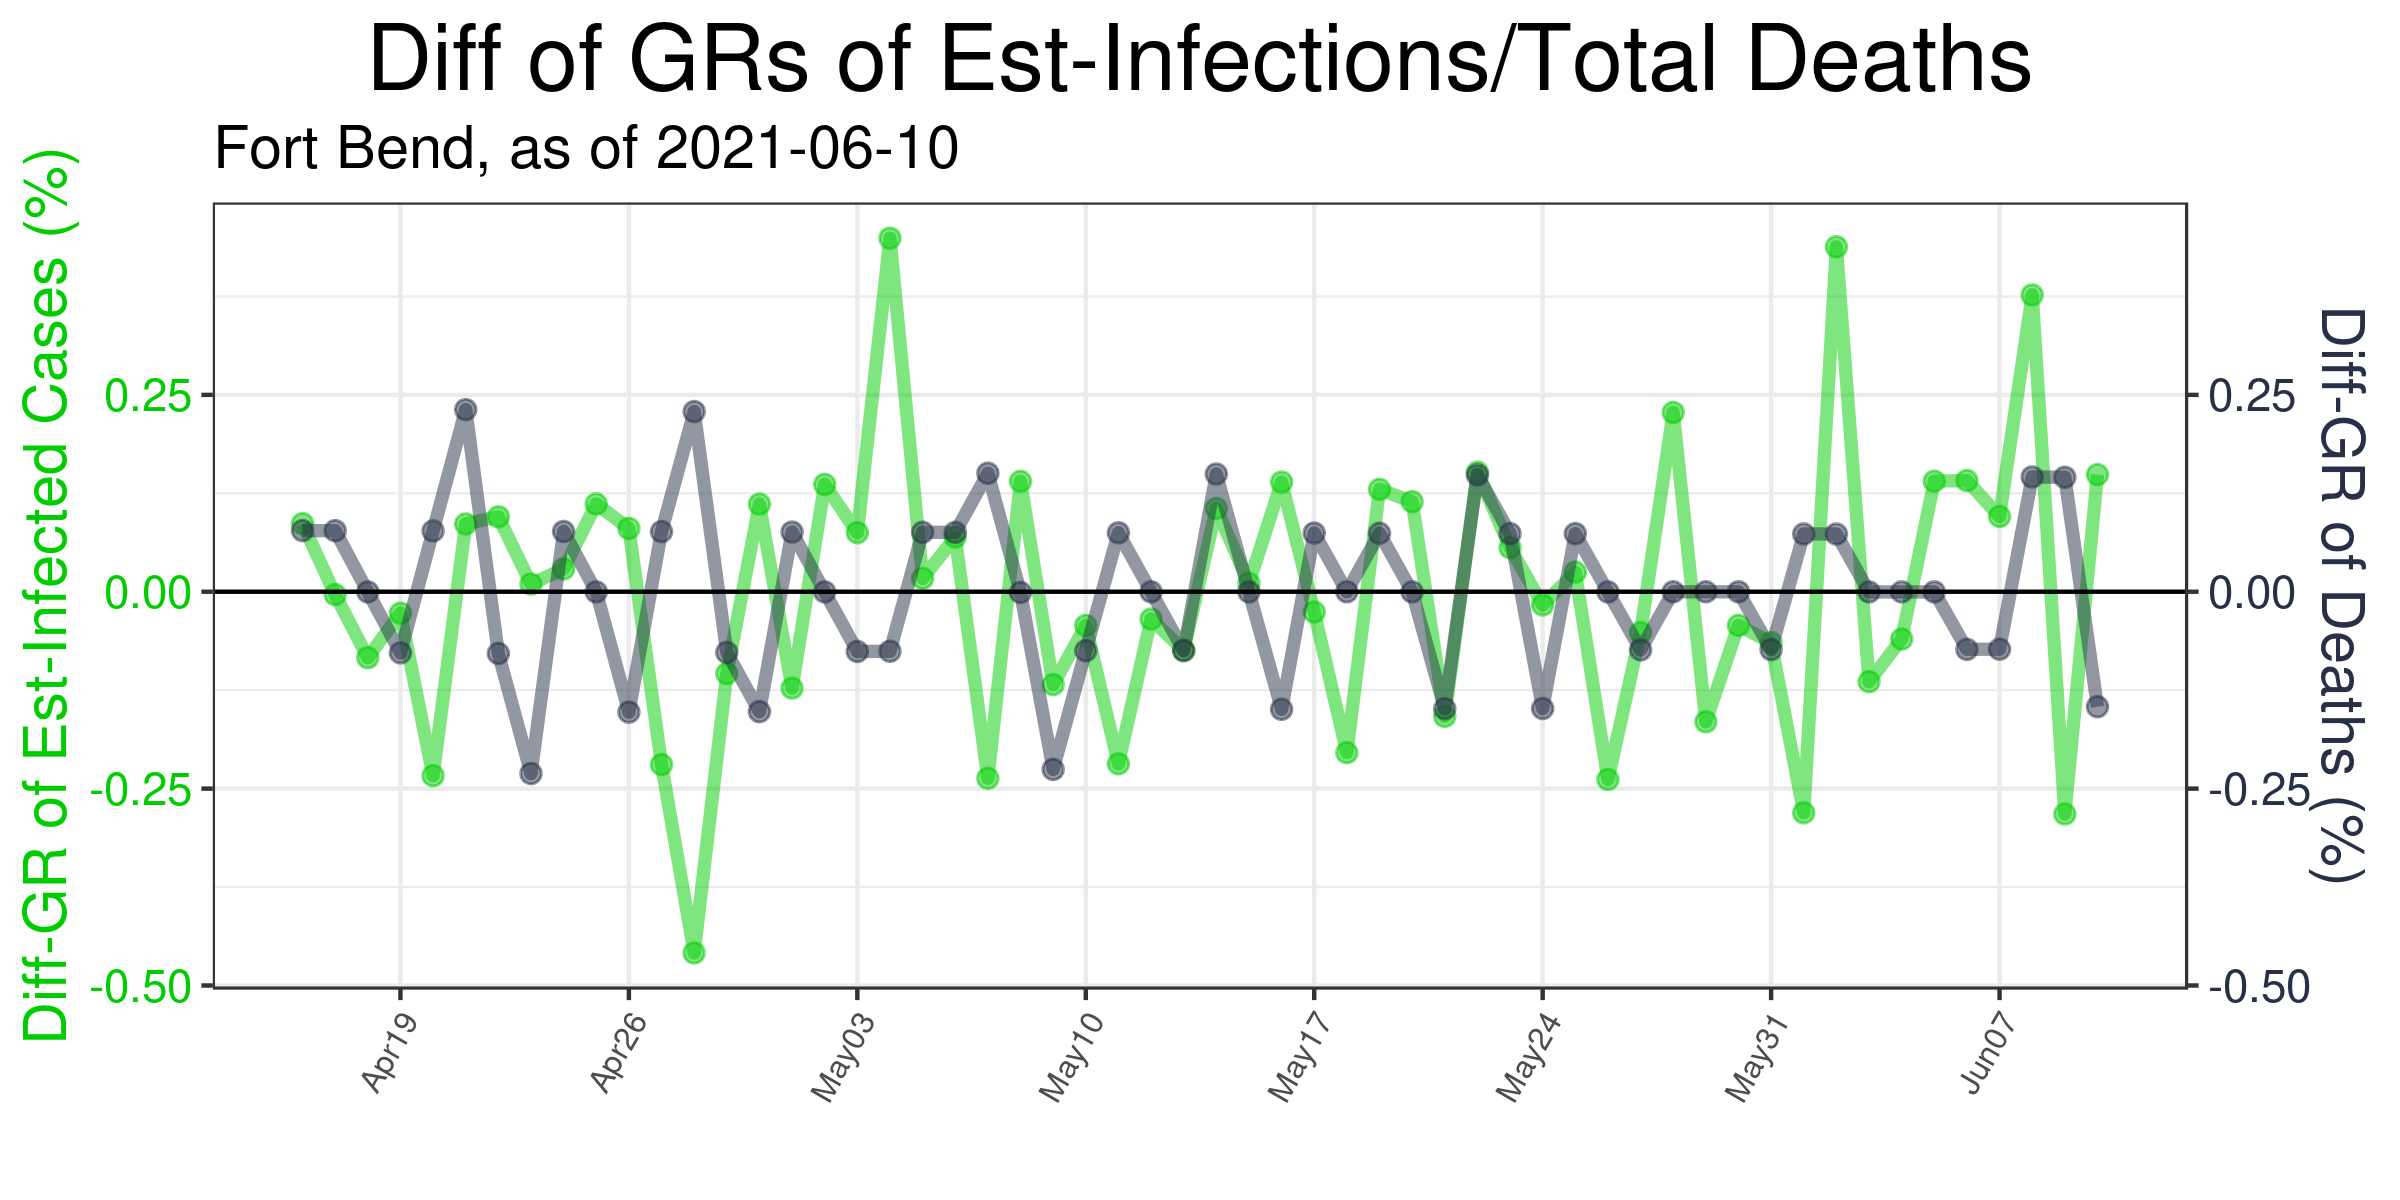 Diff of GRs of Est-Infections/Total Deaths
Fort Bend, as of 2021-06-10
Diff-GR of Est-Infected Cases (%)
0.25
0.00
-0.25
-0.50
0.25
0.00
-0.25
-0.50
Diff-GR of Deaths (%)
Apr19
Apr26
May03
May10
May17
May24
May31
Jun07